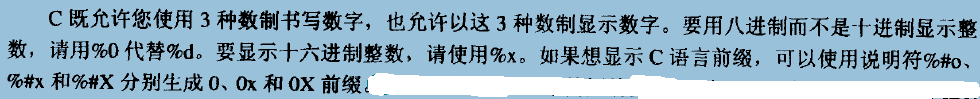 C 既允许您使用 3 种数制书写数字，也允许以这 3 种数制显示数字。要用八进制而不是十进制显示整
数，请用%0 代替%d。要显示十六进制整数，请使用%x。如果想显示 C 语言前缀，可以使用说明符%#o、
%#x 和%#X 分别生成 0、0x 和 0X 前缀。